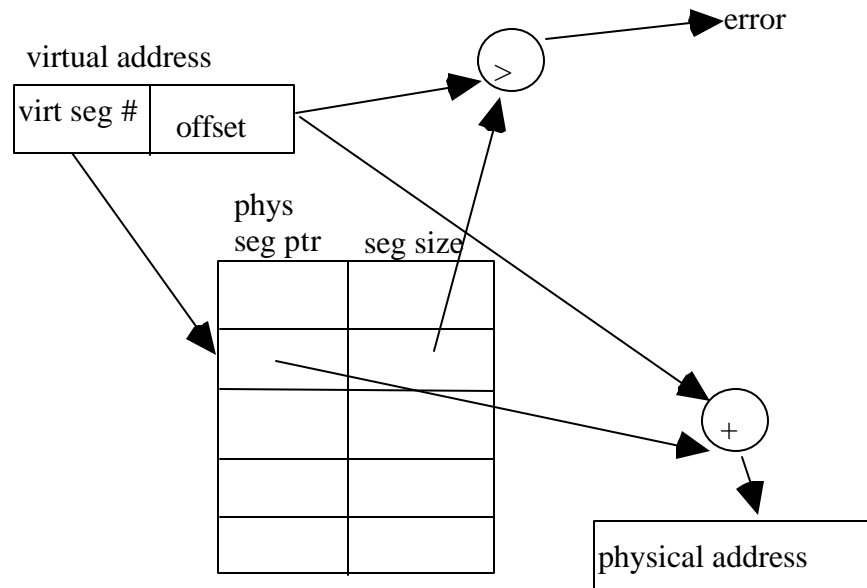 error
virtual address
>
virt seg #
offset
phys
seg ptr
seg size
+
physical address